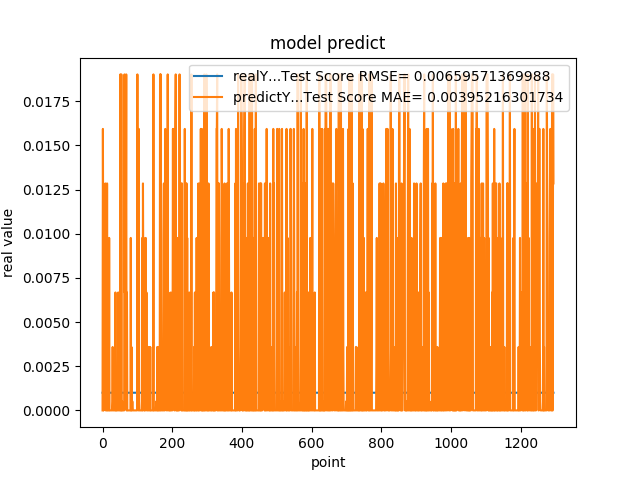 model predict
realY...Test Score RMSE= 0.00659571369988
predictY...Test Score MAE= 0.00395216301734
0.0175
0.0150
0.0125
0.0100
0.0075
0.0050
0.0025
0.0000
real value
0 200 400 600 800 1000 1200
point